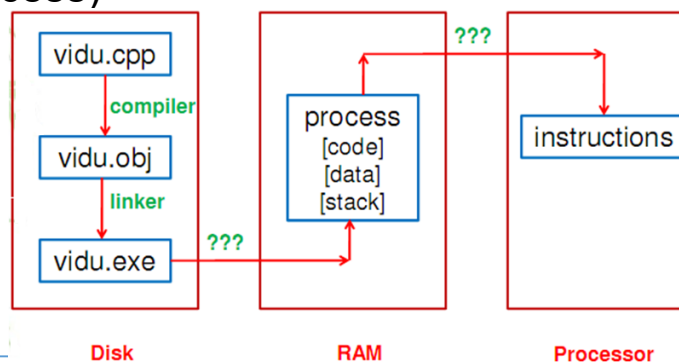 vidu.cpp
compiler
vidu.obj
linker
vidu.exe
???
process
[code]
[data]
[stack]
???
instructions
Disk
RAM
Processor